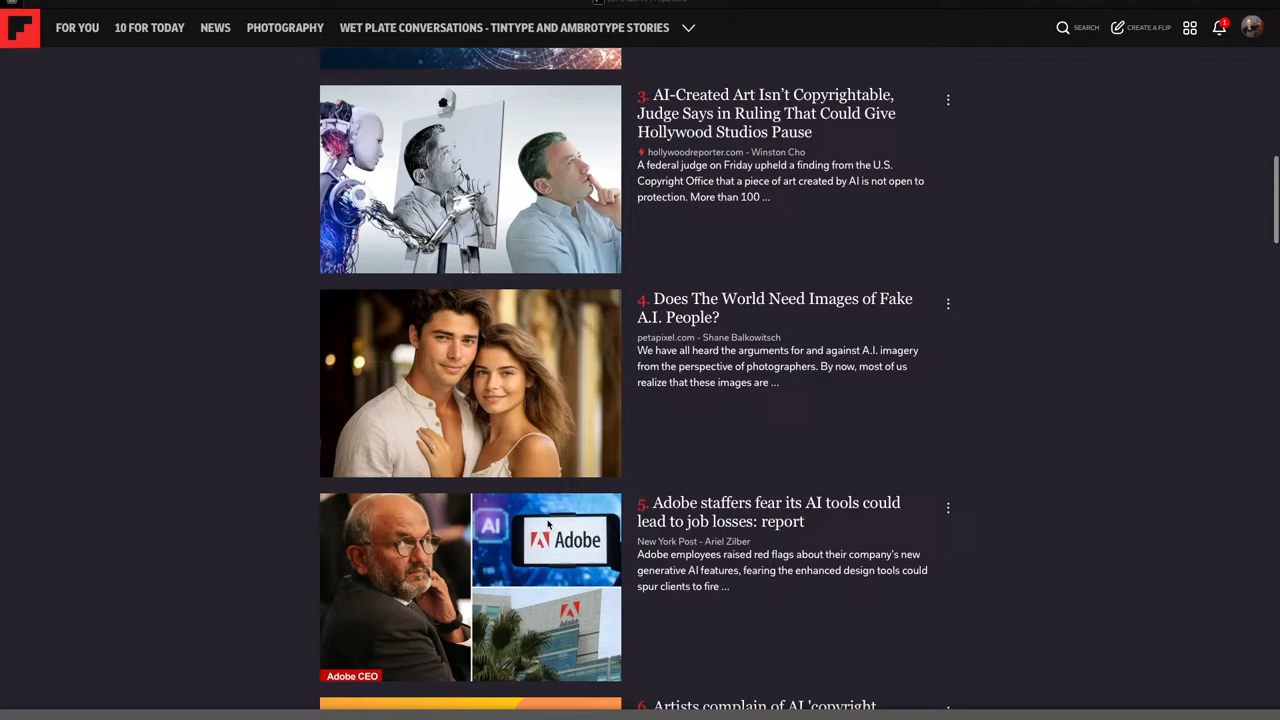 FOR YOU 10 FOR TODAY NEWS PHOTOGRAPHY WET PLATE CONVERSATIONS - TINTYPE AND AMBROTYPE STORIES SEARCH CREATE A FLIP 1
3. AI-Created Art Isn’t Copyrightable,
Judge Says in Ruling That Could Give
Hollywood Studios Pause
hollywoodreporter.com - Winston Cho
A federal judge on Friday upheld a finding from the U.S.
Copyright Office that a piece of art created by AI is not open to
protection. More than 100 ...
4. Does The World Need Images of Fake
A.I. People?
petapixel.com - Shane Balkowitsch
We have all heard the arguments for and against A.I. imagery
from the perspective of photographers. By now, most of us
realize that these images are ...
AI
Adobe
Adobe
Adobe CEO
5. Adobe staffers fear its AI tools could
lead to job losses: report
New York Post - Ariel Zilber
Adobe employees raised red flags about their company’s new
generative AI features, fearing the enhanced design tools could
spur clients to fire ...
6. Artists complain of AI 'copyright